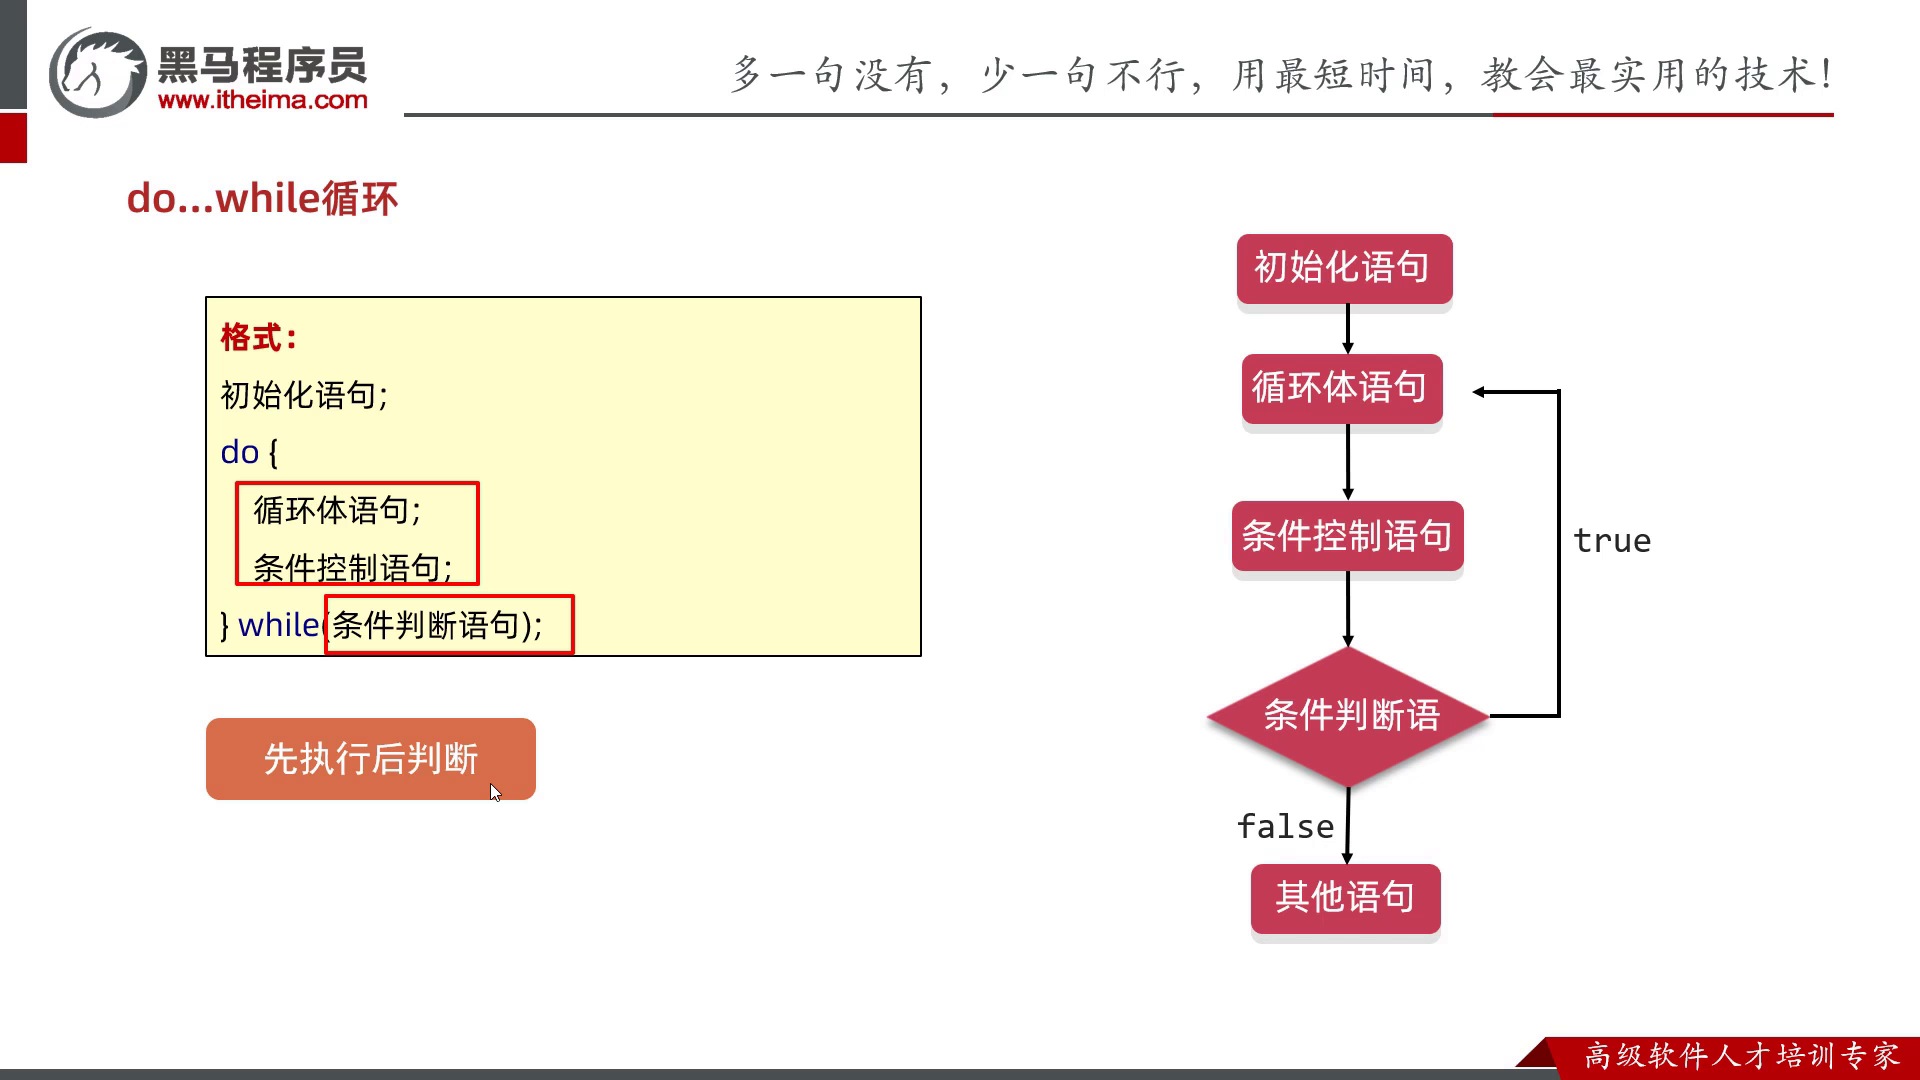 黑马程序员
www.itheima.com
多一句没有，少一句不行，用最短时间，教会最实用的技术！
do...while循环
格式：
初始化语句;
do {
循环体语句;
条件控制语句;
} while(条件判断语句);
先执行后判断
初始化语句
循环体语句
条件控制语句
true
条件判断语
false
其他语句
高级软件人才培训专家